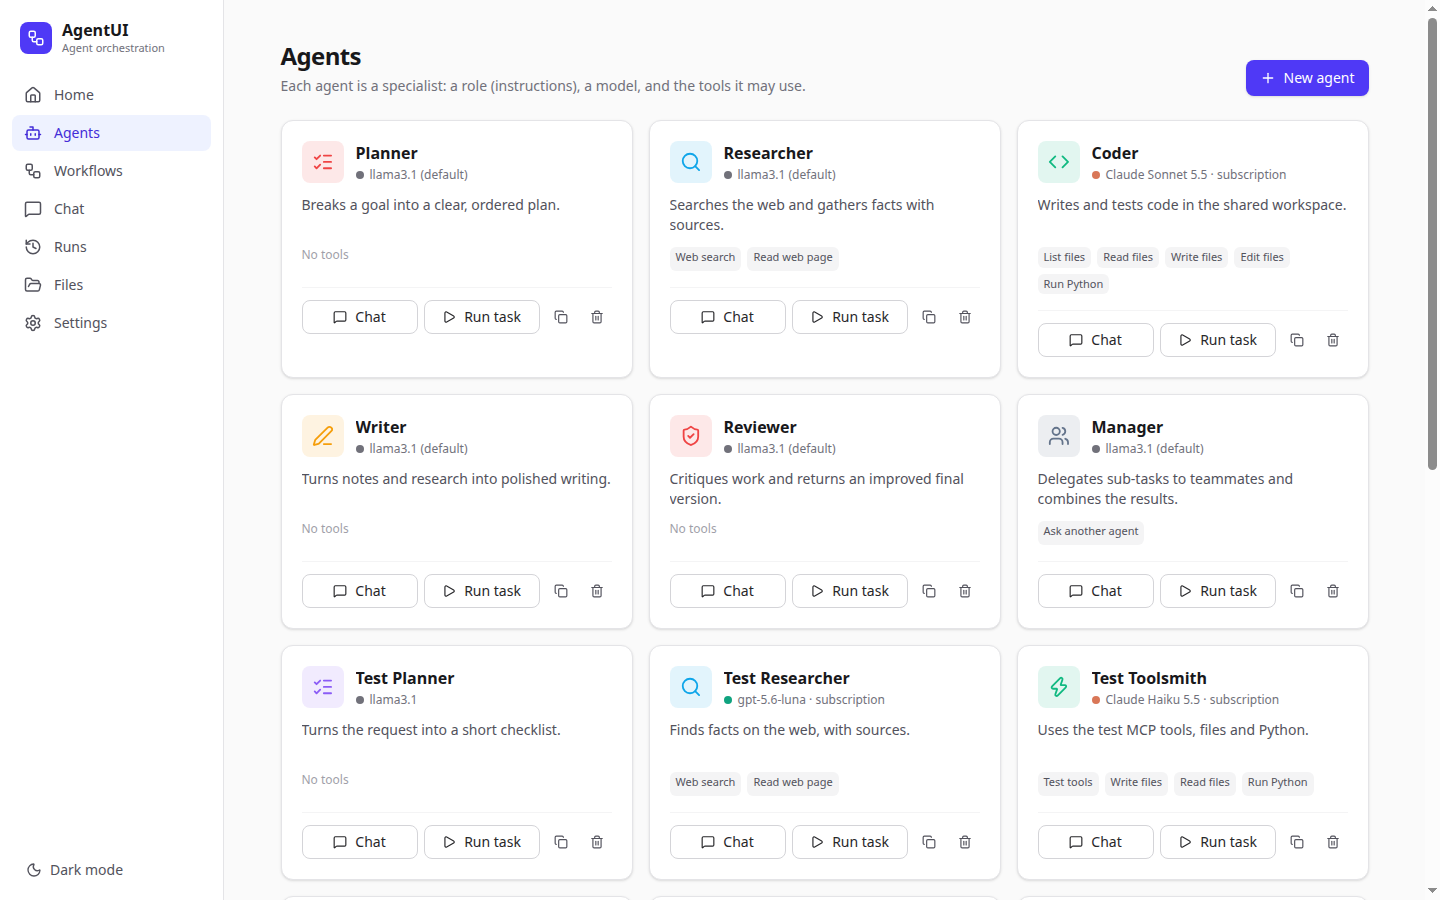 AgentUI
Agent orchestration
Home
Agents
Workflows
Chat
Runs
Files
Settings
Dark mode
Agents
Each agent is a specialist: a role (instructions), a model, and the tools it may use.
New agent
Planner
llama3.1 (default)
Breaks a goal into a clear, ordered plan.
No tools
Chat
Run task
Researcher
llama3.1 (default)
Searches the web and gathers facts with
sources.
Web search
Read web page
Chat
Run task
Coder
Claude Sonnet 5.5 · subscription
Writes and tests code in the shared workspace.
List files
Read files
Write files
Edit files
Run Python
Chat
Run task
Writer
llama3.1 (default)
Turns notes and research into polished writing.
No tools
Chat
Run task
Reviewer
llama3.1 (default)
Critiques work and returns an improved final
version.
No tools
Chat
Run task
Manager
llama3.1 (default)
Delegates sub-tasks to teammates and
combines the results.
Ask another agent
Chat
Run task
Test Planner
llama3.1
Turns the request into a short checklist.
No tools
Chat
Run task
Test Researcher
gpt-5.6-luna · subscription
Finds facts on the web, with sources.
Web search
Read web page
Chat
Run task
Test Toolsmith
Claude Haiku 5.5 · subscription
Uses the test MCP tools, files and Python.
Test tools
Write files
Read files
Run Python
Chat
Run task